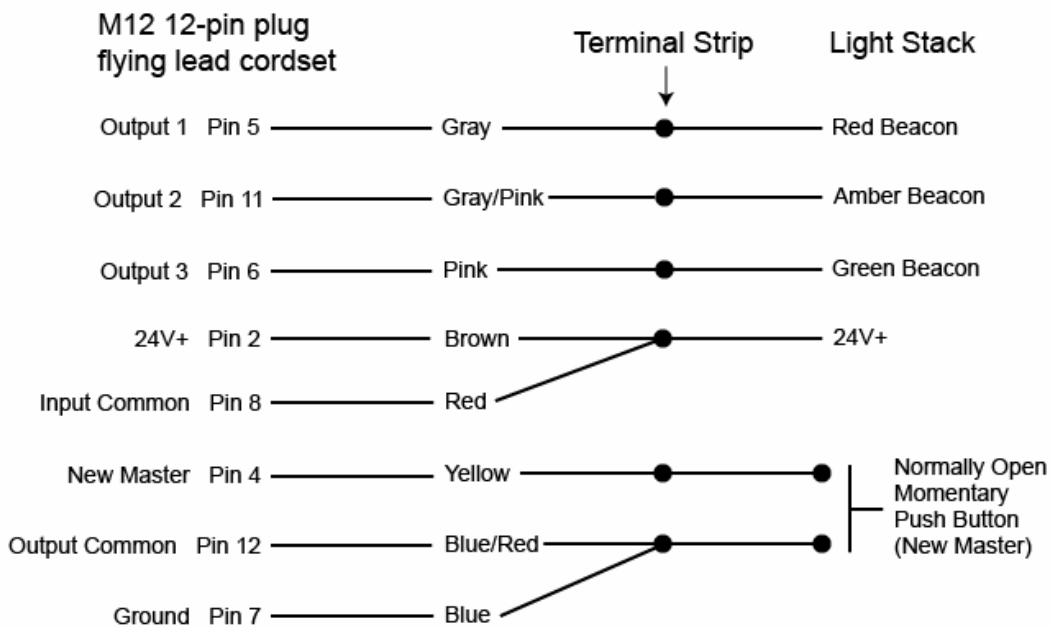 M12 12-pin plug
flying lead cordset
Terminal Strip
Light Stack
Output 1 Pin 5 Gray Red Beacon
Output 2 Pin 11 Gray/Pink Amber Beacon
Output 3 Pin 6 Pink Green Beacon
24V+ Pin 2 Brown 24V+
Input Common Pin 8 Red
New Master Pin 4 Yellow
Output Common Pin 12 Blue/Red
Ground Pin 7 Blue
Normally Open
Momentary
Push Button
(New Master)